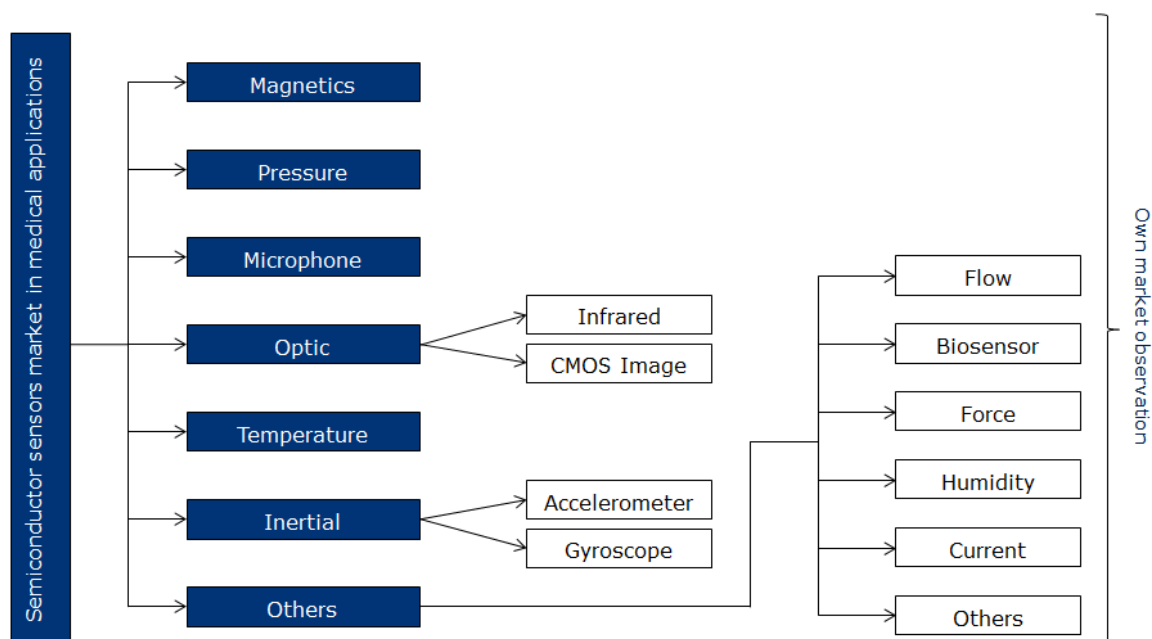 Semiconductor sensors market in medical applications
Magnetics
Pressure
Microphone
Optic
Temperature
Inertial
Others
Infrared
CMOS Image
Accelerometer
Gyroscope
Flow
Biosensor
Force
Humidity
Current
Others
Own market observation